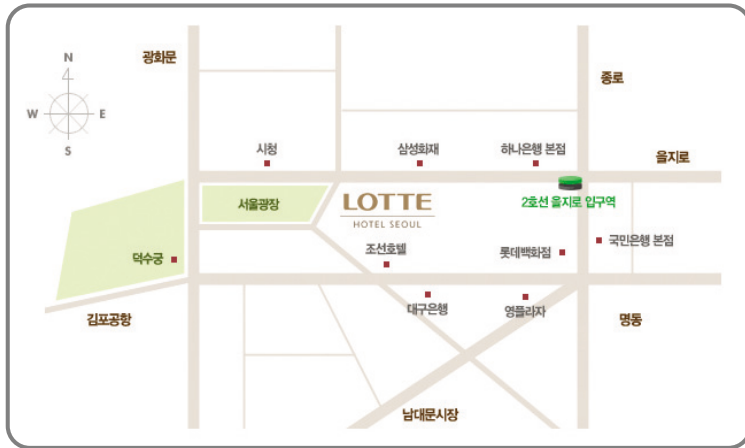 광화문
종로
N
W
E
S
시청
삼성화재
하나은행 본점
을지로
서울광장
LOTTE
HOTEL SEOUL
2호선 을지로 입구역
조선호텔
롯데백화점
국민은행 본점
덕수궁
대구은행
영플라자
김포공항
명동
남대문시장